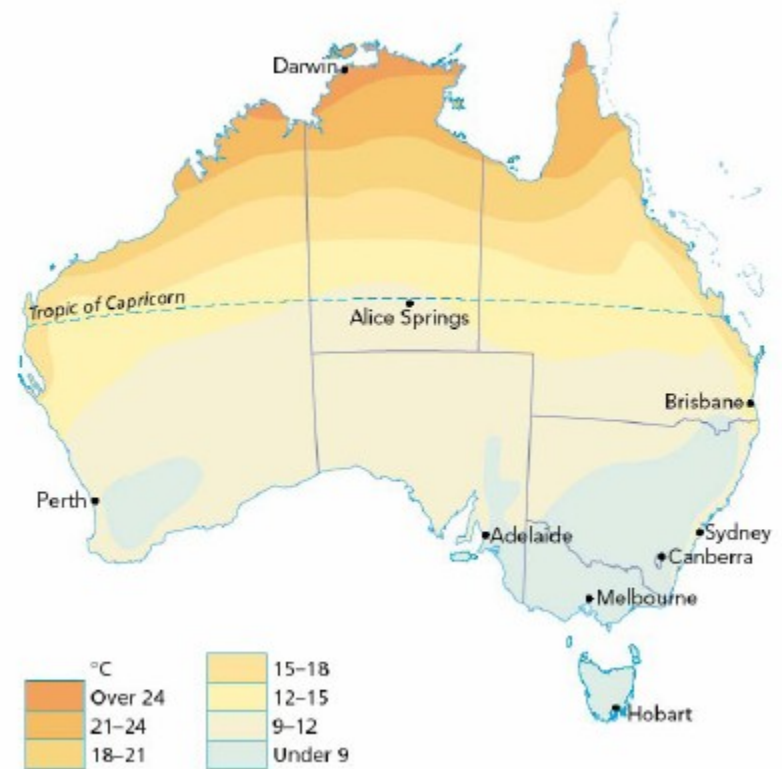 Darwin
Tropic of Capricorn
Alice Springs
Brisbane
Perth
Adelaide
Sydney
Canberra
Melbourne
Hobart
°C
Over 24
21–24
18–21
15–18
12–15
9–12
Under 9